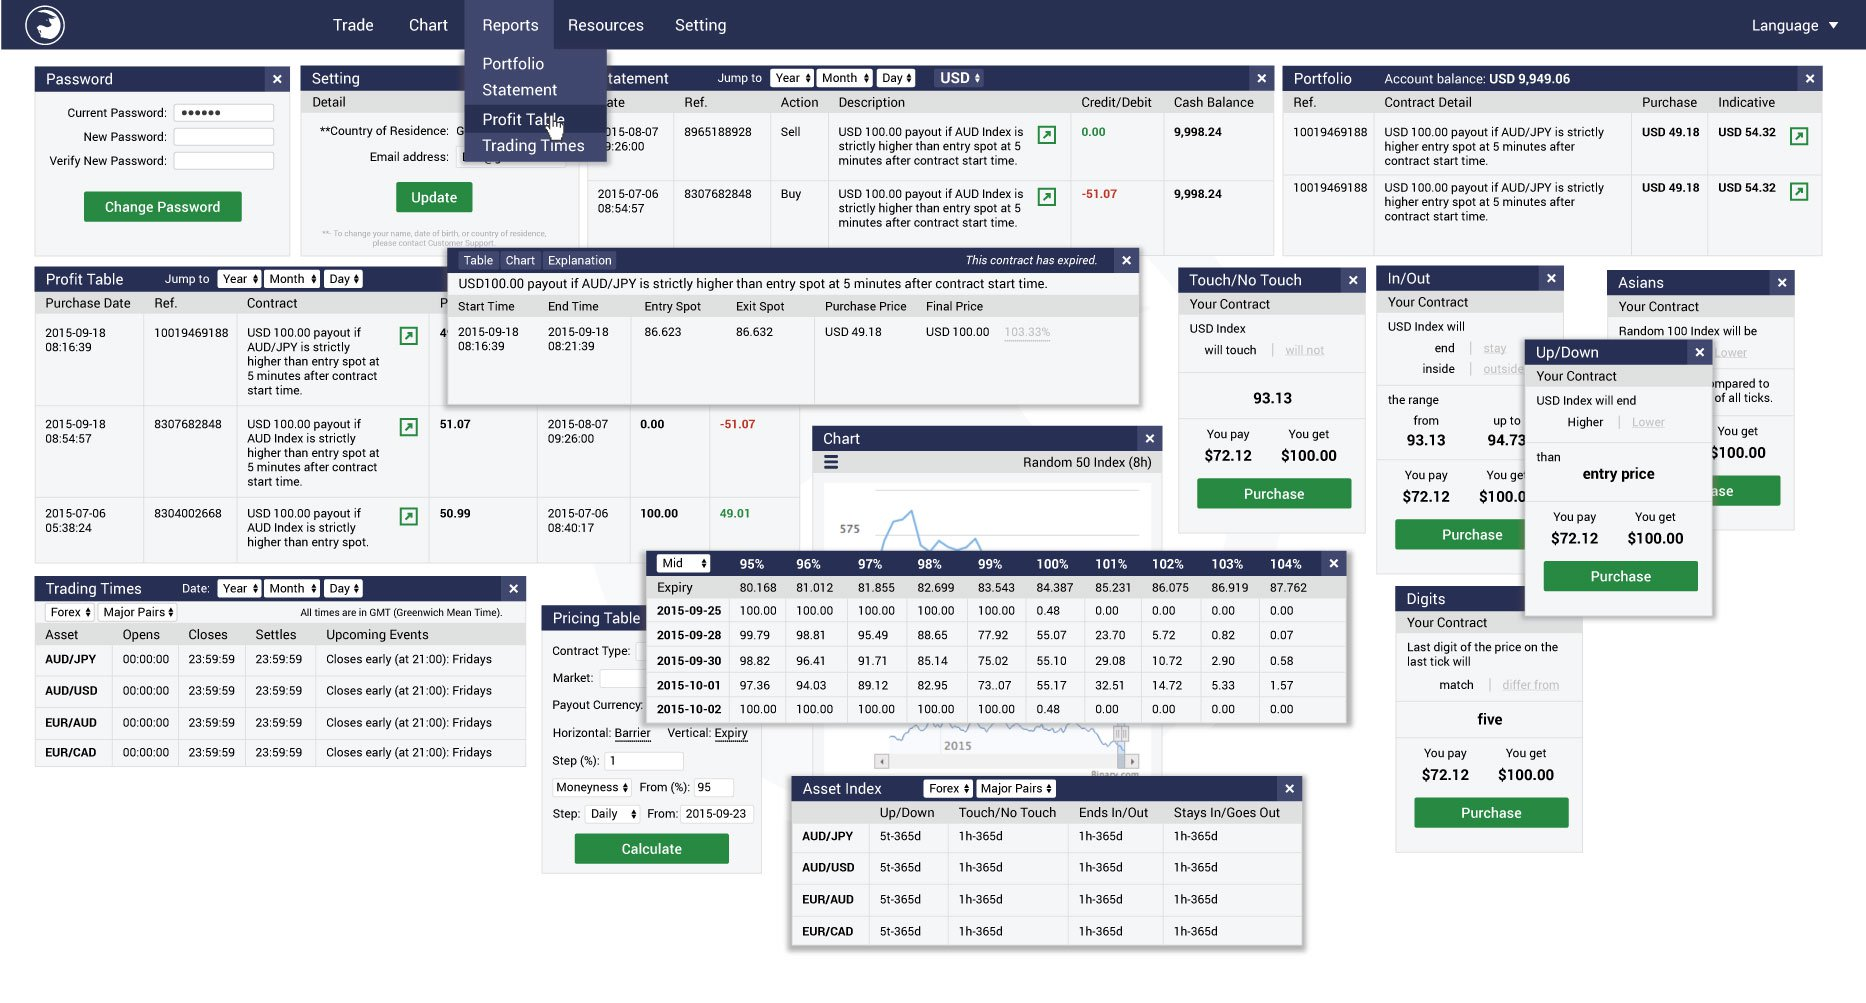 Trade Chart Reports Resources Setting Language
Portfolio
Statement
Profit Table
Trading Times
Password
Current Password: ••••••
New Password:
Verify New Password:
Change Password
Setting
Detail
**Country of Residence: G
Email address:
Update
** To change your name, date of birth, or country of residence,
please contact Customer Support.
tatement Jump to Year Month Day USD
ate Ref. Action Description Credit/Debit Cash Balance
015-08-07 8965188928 Sell USD 100.00 payout if AUD Index is 0.00 9,998.24
9:26:00 strictly higher than entry spot at 5
minutes after contract start time.
2015-07-06 8307682848 Buy USD 100.00 payout if AUD Index is -51.07 9,998.24
08:54:57 strictly higher than entry spot at 5
minutes after contract start time.
Portfolio Account balance: USD 9,949.06
Ref. Contract Detail Purchase Indicative
10019469188 USD 100.00 payout if AUD/JPY is strictly USD 49.18 USD 54.32
higher entry spot at 5 minutes after
contract start time.
10019469188 USD 100.00 payout if AUD/JPY is strictly USD 49.18 USD 54.32
higher entry spot at 5 minutes after
contract start time.
Profit Table Jump to Year Month Day
Purchase Date Ref. Contract P
2015-09-18 10019469188 USD 100.00 payout if 4
08:16:39 AUD/JPY is strictly
higher than entry spot at
5 minutes after contract
start time.
2015-09-18 8307682848 USD 100.00 payout if 51.07 2015-08-07 0.00 -51.07
08:54:57 AUD Index is strictly 09:26:00
higher than entry spot at
5 minutes after contract
start time.
2015-07-06 8304002668 USD 100.00 payout if 50.99 2015-07-06 100.00 49.01
05:38:24 AUD Index is strictly 08:40:17
higher than entry spot.
Table Chart Explanation This contract has expired.
USD100.00 payout if AUD/JPY is strictly higher than entry spot at 5 minutes after contract start time.
Start Time End Time Entry Spot Exit Spot Purchase Price Final Price
2015-09-18 2015-09-18 86.623 86.632 USD 49.18 USD 100.00 103.33%
08:16:39 08:21:39
Touch/No Touch
Your Contract
USD Index
will touch | will not
93.13
You pay You get
$72.12 $100.00
Purchase
In/Out
Your Contract
USD Index will
end | stay
inside | outside
the range
from up to
93.13 94.73
You pay You get
$72.12 $100.0
Purchase
Asians
Your Contract
Random 100 Index will be
Lower
mpared to
of all ticks.
You get
$100.00
ase
Up/Down
Your Contract
USD Index will end
Higher | Lower
than
entry price
You pay You get
$72.12 $100.00
Purchase
Chart
Random 50 Index (8h)
575
2015
Binary.com
Mid 95% 96% 97% 98% 99% 100% 101% 102% 103% 104%
Expiry 80.168 81.012 81.855 82.699 83.543 84.387 85.231 86.075 86.919 87.762
2015-09-25 100.00 100.00 100.00 100.00 100.00 0.48 0.00 0.00 0.00 0.00
2015-09-28 99.79 98.81 95.49 88.65 77.92 55.07 23.70 5.72 0.82 0.07
2015-09-30 98.82 96.41 91.71 85.14 75.02 55.10 29.08 10.72 2.90 0.58
2015-10-01 97.36 94.03 89.12 82.95 73..07 55.17 32.51 14.72 5.33 1.57
2015-10-02 100.00 100.00 100.00 100.00 100.00 0.48 0.00 0.00 0.00 0.00
Trading Times Date: Year Month Day
Forex Major Pairs All times are in GMT (Greenwich Mean Time).
Asset Opens Closes Settles Upcoming Events
AUD/JPY 00:00:00 23:59:59 23:59:59 Closes early (at 21:00): Fridays
AUD/USD 00:00:00 23:59:59 23:59:59 Closes early (at 21:00): Fridays
EUR/AUD 00:00:00 23:59:59 23:59:59 Closes early (at 21:00): Fridays
EUR/CAD 00:00:00 23:59:59 23:59:59 Closes early (at 21:00): Fridays
Pricing Table
Contract Type:
Market:
Payout Currency:
Horizontal: Barrier Vertical: Expiry
Step (%): 1
Moneyness From (%): 95
Step: Daily From: 2015-09-23
Calculate
Asset Index Forex Major Pairs
Up/Down Touch/No Touch Ends In/Out Stays In/Goes Out
AUD/JPY 5t-365d 1h-365d 1h-365d 1h-365d
AUD/USD 5t-365d 1h-365d 1h-365d 1h-365d
EUR/AUD 5t-365d 1h-365d 1h-365d 1h-365d
EUR/CAD 5t-365d 1h-365d 1h-365d 1h-365d
Digits
Your Contract
Last digit of the price on the
last tick will
match | differ from
five
You pay You get
$72.12 $100.00
Purchase